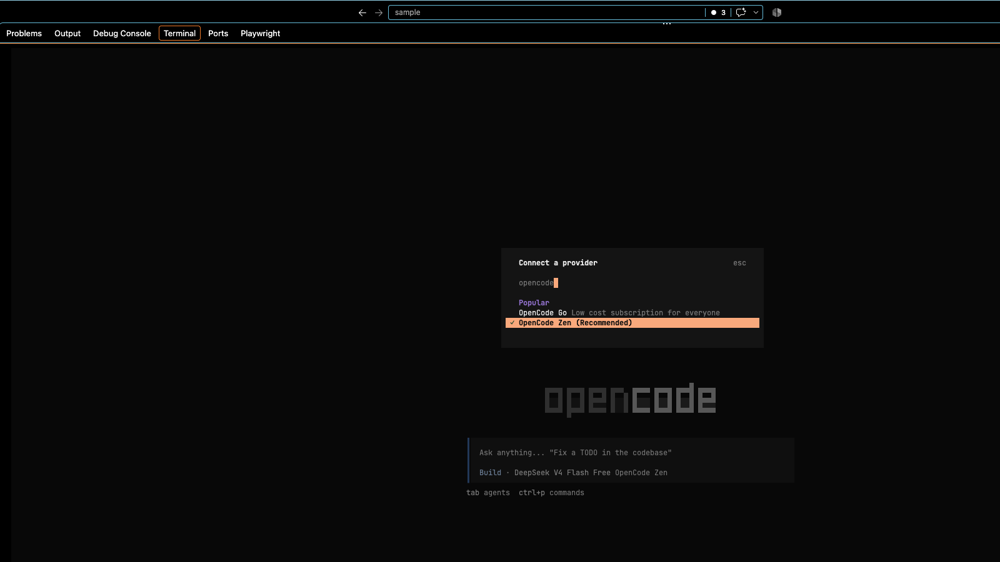 sample
3
Problems Output Debug Console Terminal Ports Playwright
Connect a provider esc
opencode
Popular
OpenCode Go Low cost subscription for everyone
✓ OpenCode Zen (Recommended)
opencode
Ask anything... "Fix a TODO in the codebase"
Build · DeepSeek V4 Flash Free OpenCode Zen
tab agents ctrl+p commands